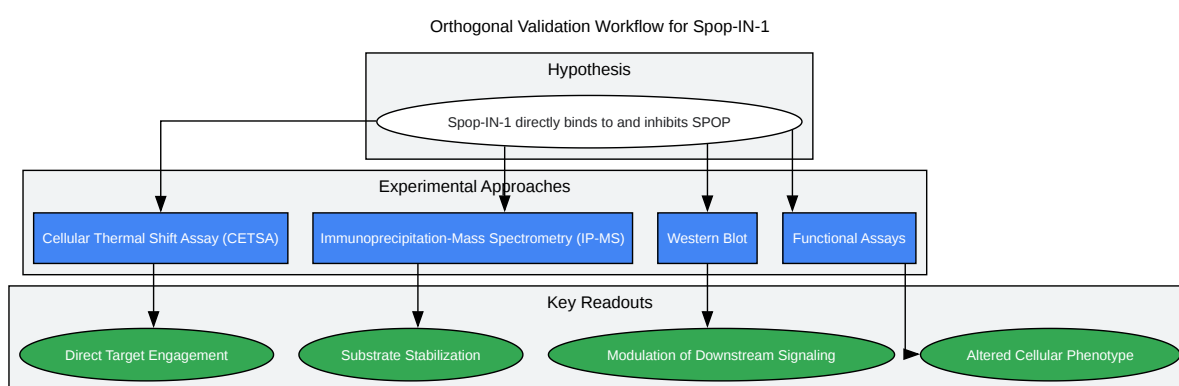 Orthogonal Validation Workflow for Spop-IN-1
Hypothesis
Spop-IN-1 directly binds to and inhibits SPOP
Experimental Approaches
Cellular Thermal Shift Assay (CETSA)
Immunoprecipitation-Mass Spectrometry (IP-MS)
Western Blot
Functional Assays
Key Readouts
Direct Target Engagement
Substrate Stabilization
Modulation of Downstream Signaling
Altered Cellular Phenotype